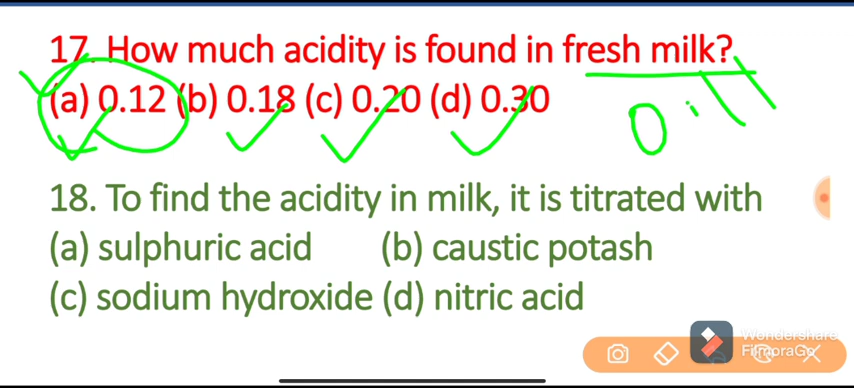 17. How much acidity is found in fresh milk?
(a) 0.12 (b) 0.18 (c) 0.20 (d) 0.30
18. To find the acidity in milk, it is titrated with
(a) sulphuric acid (b) caustic potash
(c) sodium hydroxide (d) nitric acid
Wondershare
FilmoraGo